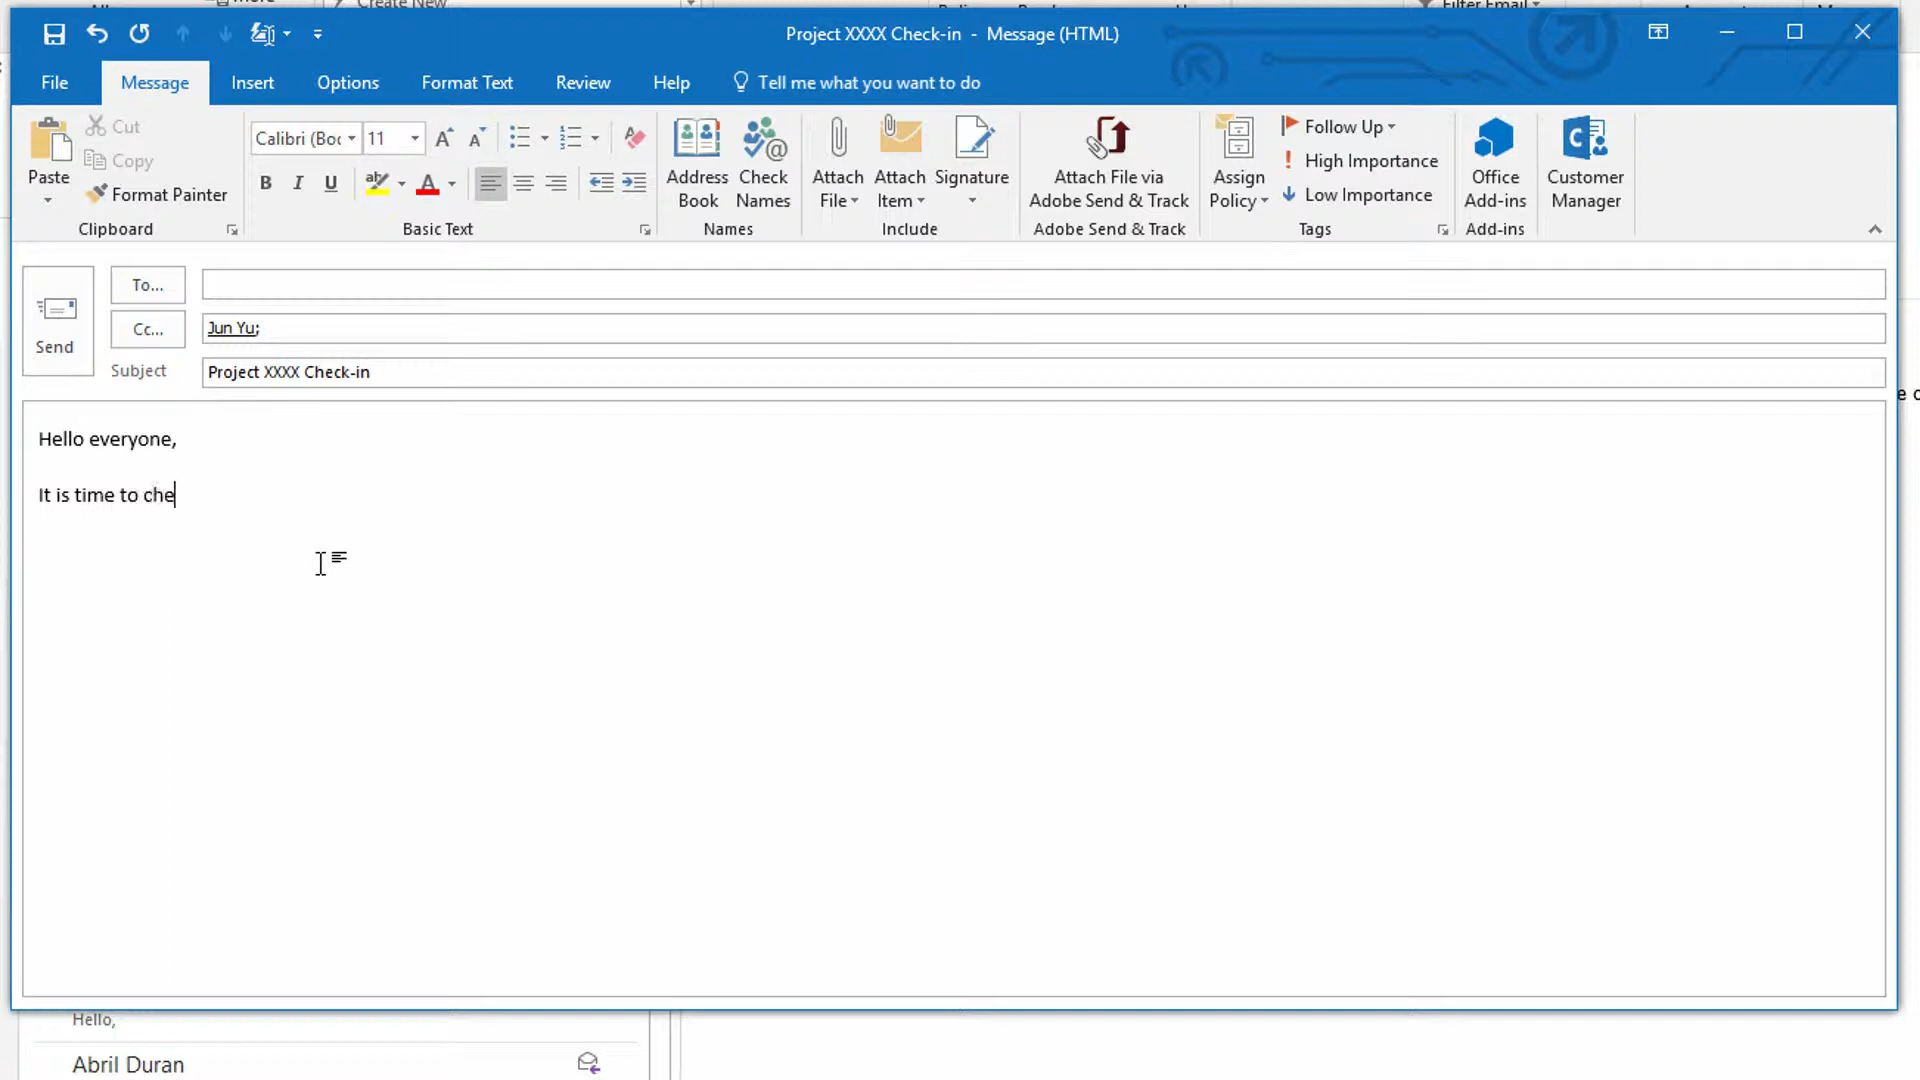 Create New
Filter Email
Project XXXX Check-in - Message (HTML)
File Message Insert Options Format Text Review Help Tell me what you want to do
Paste
Cut
Copy
Format Painter
Clipboard
Calibri (Boc 11
B I U A
Basic Text
Address Book
Check Names
Names
Attach File
Attach Item
Signature
Include
Attach File via
Adobe Send & Track
Adobe Send & Track
Assign Policy
Follow Up
High Importance
Low Importance
Tags
Office Add-ins
Add-ins
Customer Manager
Send
To...
Cc... Jun Yu;
Subject Project XXXX Check-in
Hello everyone,
It is time to che
Hello,
Abril Duran